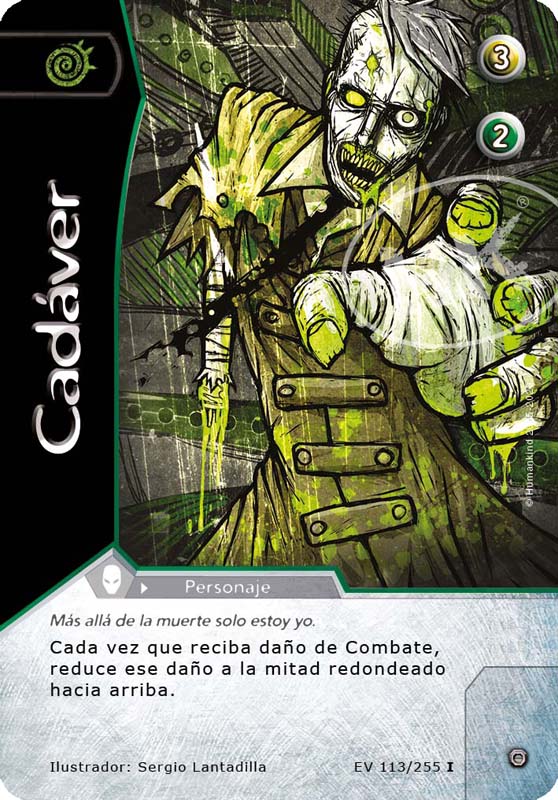 3
2
Cadáver
Personaje
Más allá de la muerte solo estoy yo.
Cada vez que reciba daño de Combate,
reduce ese daño a la mitad redondeado
hacia arriba.
Ilustrador: Sergio Lantadilla
EV 113/255 I
© Humankind
®